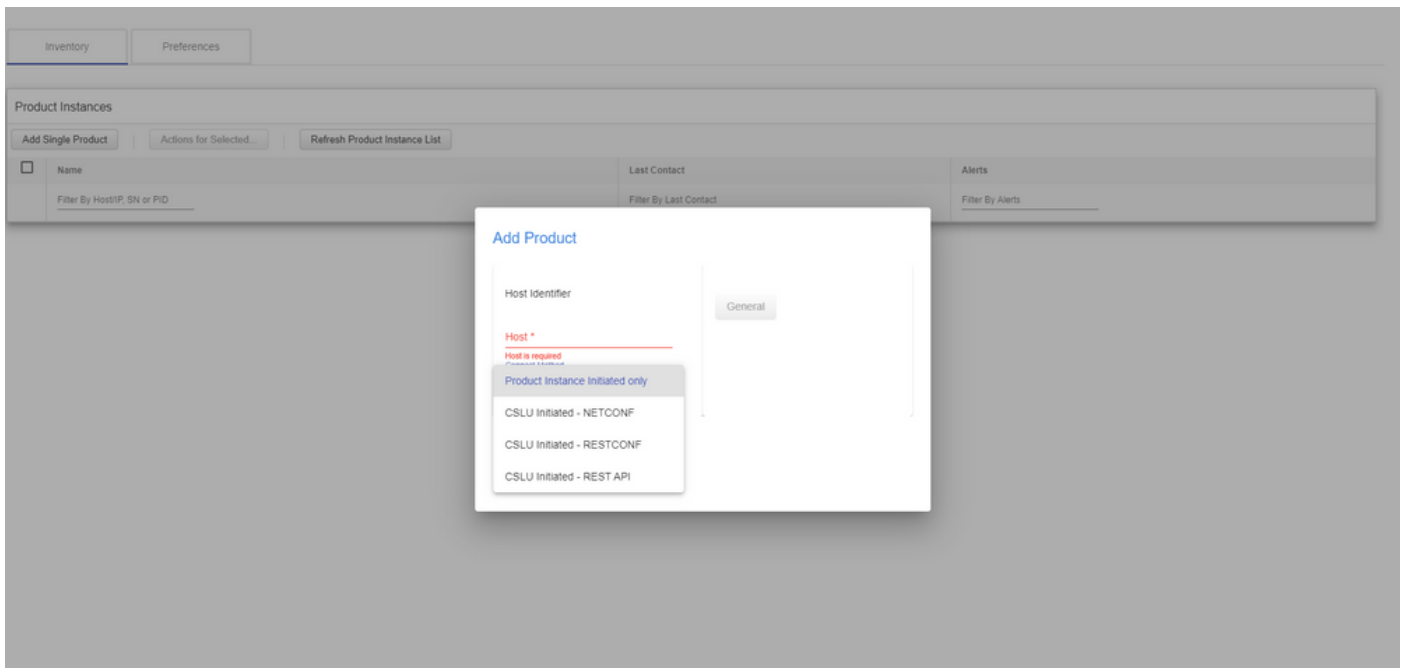 Inventory
Preferences
Product Instances
Add Single Product
Actions for Selected...
Refresh Product Instance List
Name
Last Contact
Alerts
Filter By Host/IP, SN or PID
Filter By Last Contact
Filter By Alerts
Add Product
Host Identifier
General
Host *
Host is required
Connect Method
Product Instance Initiated only
CSLU Initiated - NETCONF
CSLU Initiated - RESTCONF
CSLU Initiated - REST API